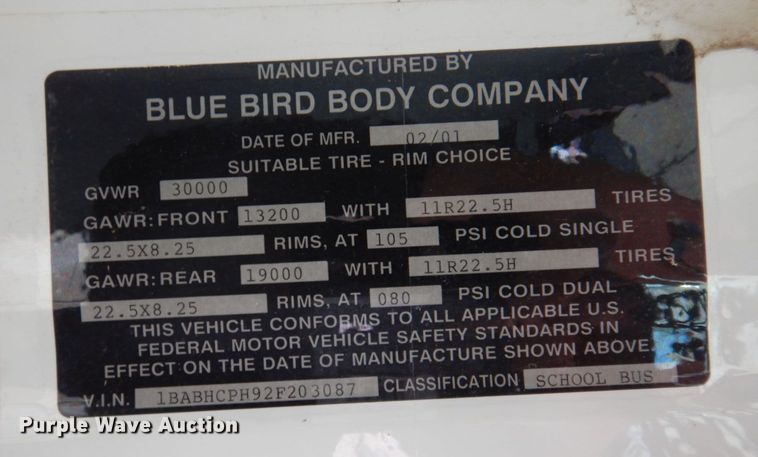 MANUFACTURED BY
BLUE BIRD BODY COMPANY
DATE OF MFR. 02/01
SUITABLE TIRE - RIM CHOICE
GVWR 30000
GAWR: FRONT 13200 WITH 11R22.5H TIRES
22.5X8.25 RIMS, AT 105 PSI COLD SINGLE
GAWR: REAR 19000 WITH 11R22.5H TIRES
22.5X8.25 RIMS, AT 080 PSI COLD DUAL
THIS VEHICLE CONFORMS TO ALL APPLICABLE U.S.
FEDERAL MOTOR VEHICLE SAFETY STANDARDS IN
EFFECT ON THE DATE OF MANUFACTURE SHOWN ABOVE.
V.I.N. 1BABHCPH92F203087 CLASSIFICATION SCHOOL BUS
Purple Wave Auction